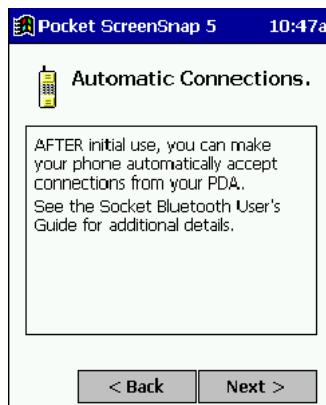 Pocket ScreenSnap 5 10:47a
Automatic Connections.
AFTER initial use, you can make
your phone automatically accept
connections from your PDA.
See the Socket Bluetooth User's
Guide for additional details.
< Back Next >